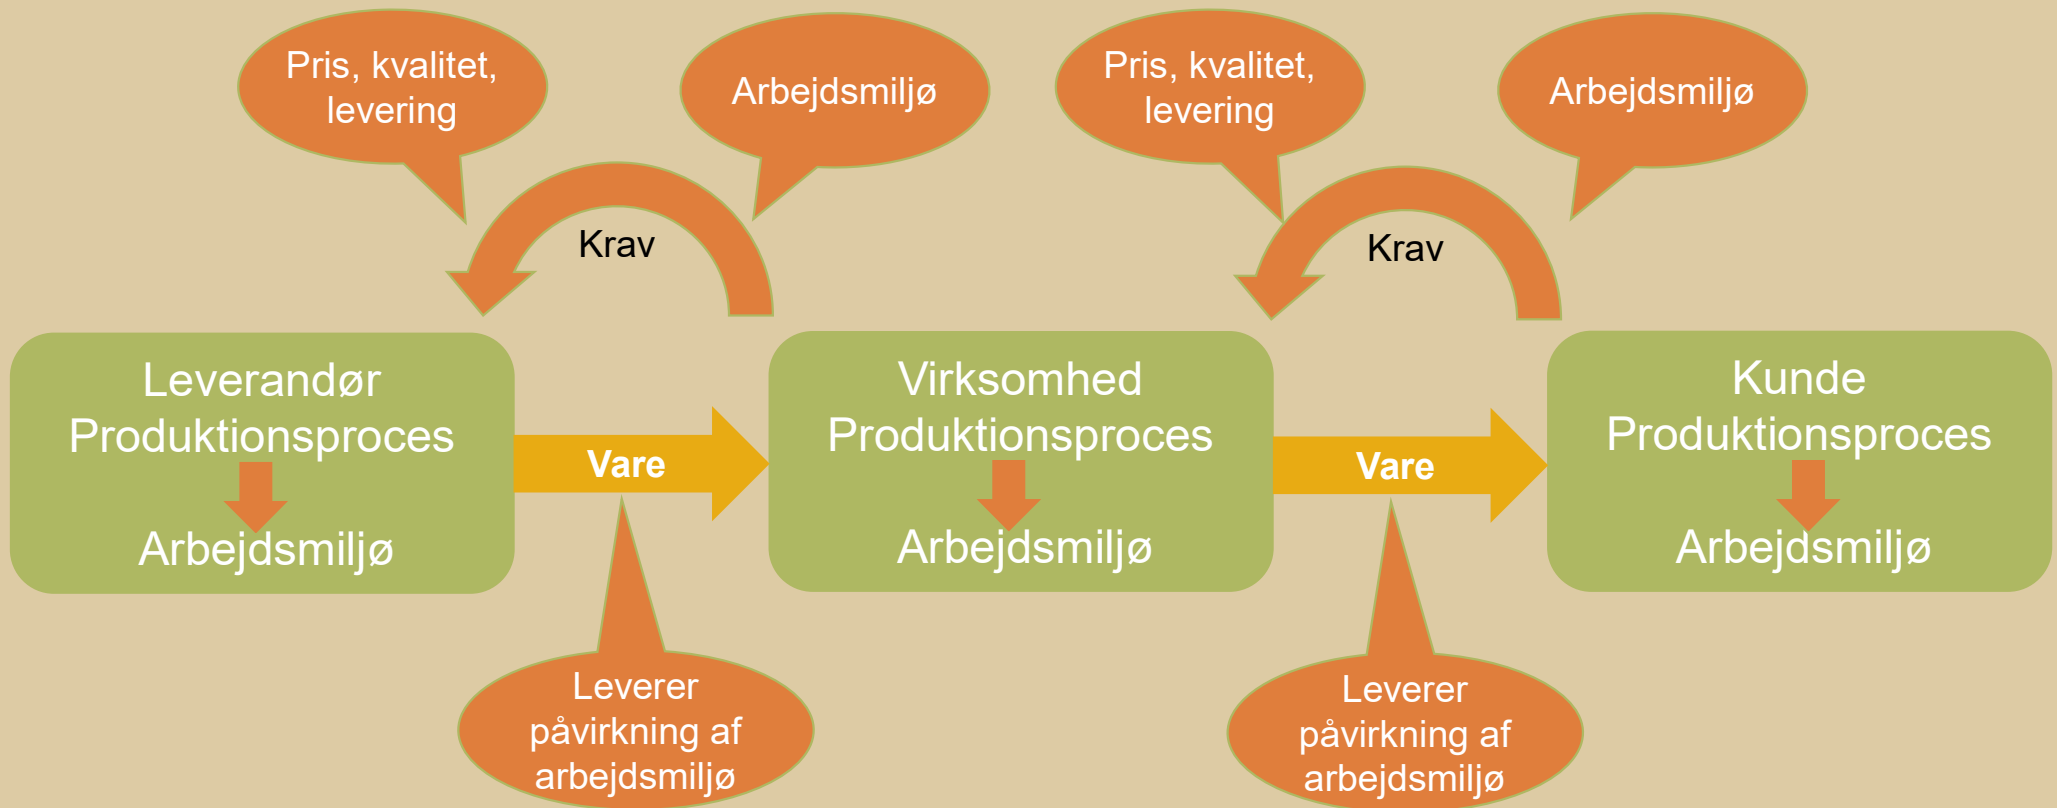 Pris, kvalitet,
levering
Arbejdsmiljø
Pris, kvalitet,
levering
Arbejdsmiljø
Krav
Krav
Leverandør
Produktionsproces
Arbejdsmiljø
Vare
Virksomhed
Produktionsproces
Arbejdsmiljø
Vare
Kunde
Produktionsproces
Arbejdsmiljø
Leverer
påvirkning af
arbejdsmiljø
Leverer
påvirkning af
arbejdsmiljø